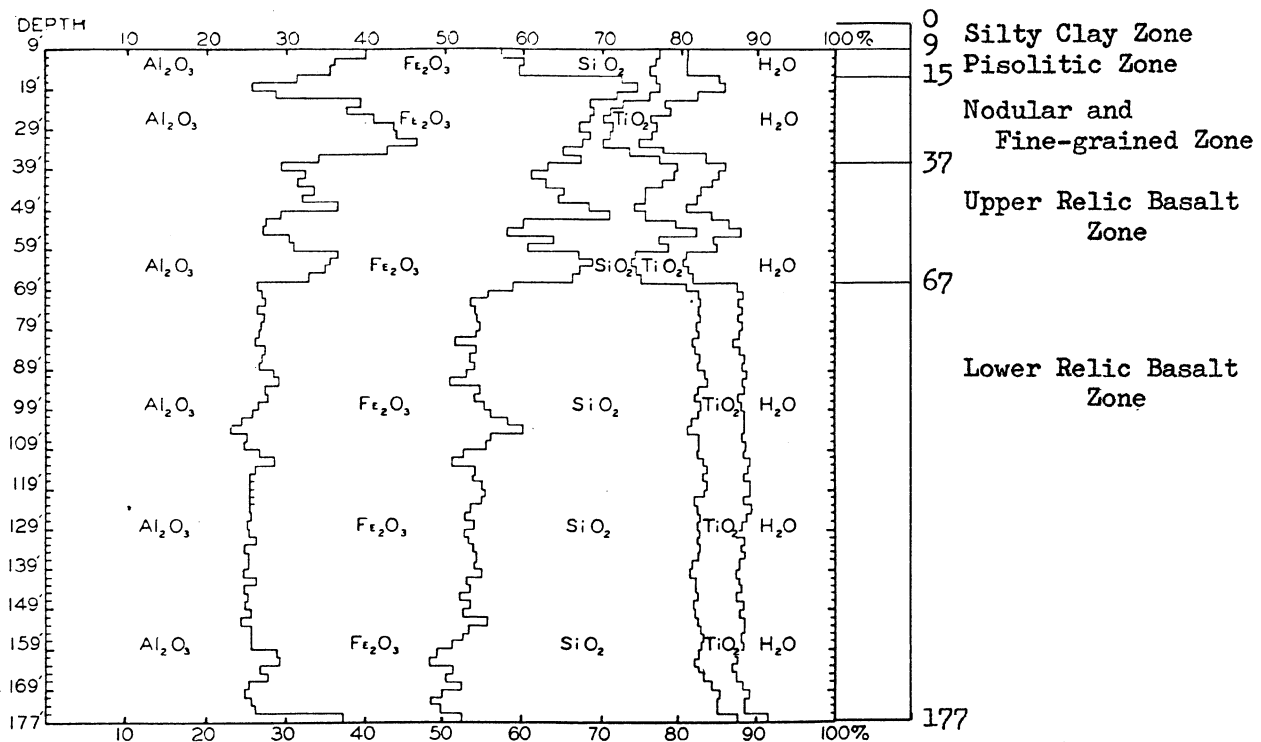 DEPTH
10 20 30 40 50 60 70 80 90 100%
0
Silty Clay Zone
9'
9
Al₂O₃ Fe₂O₃ SiO₂ H₂O
Pisolitic Zone
15
19'
Nodular and
Fine-grained Zone
Al₂O₃ Fe₂O₃ TiO₂ H₂O
29'
39'
37
49'
Upper Relic Basalt
Zone
59'
Al₂O₃ Fe₂O₃ SiO₂ TiO₂ H₂O
69'
67
79'
89'
Lower Relic Basalt
Zone
99'
Al₂O₃ Fe₂O₃ SiO₂ TiO₂ H₂O
109'
119'
129'
Al₂O₃ Fe₂O₃ SiO₂ TiO₂ H₂O
139'
149'
159'
Al₂O₃ Fe₂O₃ SiO₂ TiO₂ H₂O
169'
177'
177
10 20 30 40 50 60 70 80 90 100%